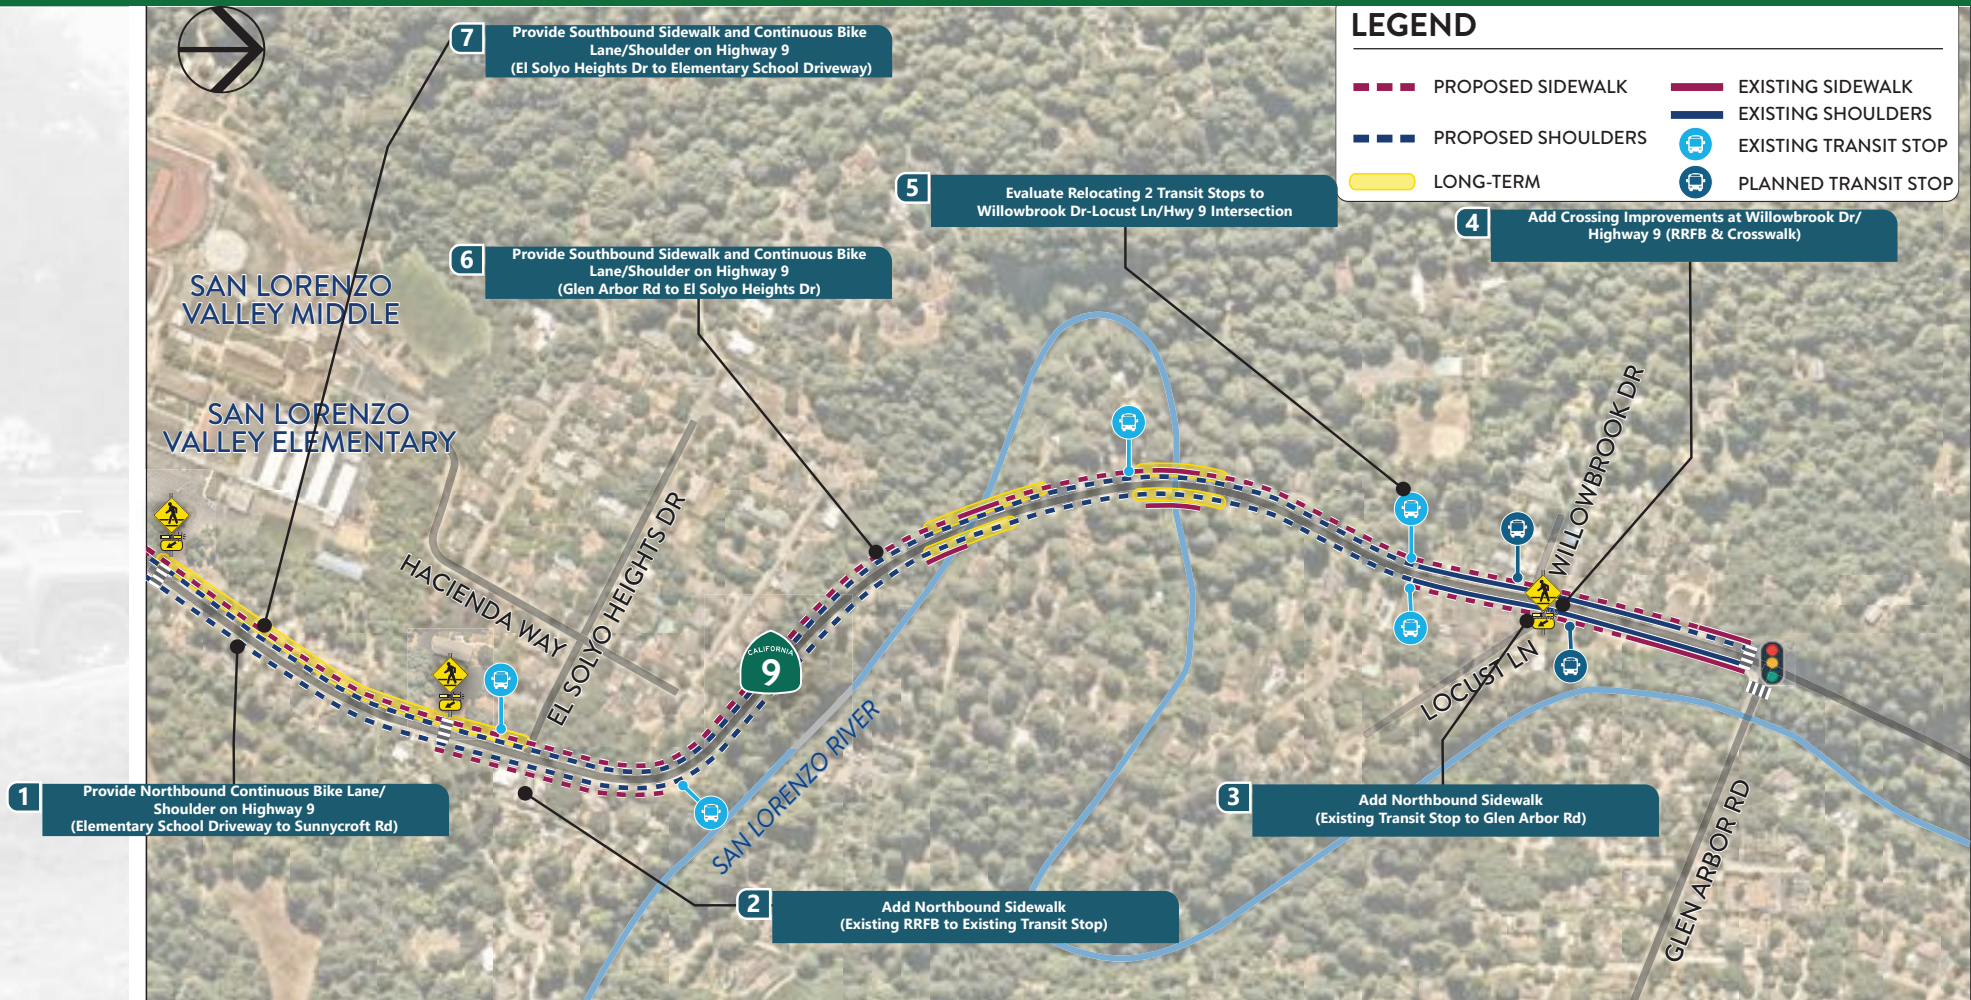 LEGEND
PROPOSED SIDEWALK
PROPOSED SHOULDERS
LONG-TERM
EXISTING SIDEWALK
EXISTING SHOULDERS
EXISTING TRANSIT STOP
PLANNED TRANSIT STOP
7
Provide Southbound Sidewalk and Continuous Bike
Lane/Shoulder on Highway 9
(El Solyo Heights Dr to Elementary School Driveway)
5
Evaluate Relocating 2 Transit Stops to
Willowbrook Dr-Locust Ln/Hwy 9 Intersection
4
Add Crossing Improvements at Willowbrook Dr/
Highway 9 (RRFB & Crosswalk)
6
Provide Southbound Sidewalk and Continuous Bike
Lane/Shoulder on Highway 9
(Glen Arbor Rd to El Solyo Heights Dr)
SAN LORENZO
VALLEY MIDDLE
SAN LORENZO
VALLEY ELEMENTARY
HACIENDA WAY
EL SOLYO HEIGHTS DR
CALIFORNIA
9
SAN LORENZO RIVER
WILLOWBROOK DR
LOCUST LN
GLEN ARBOR RD
1
Provide Northbound Continuous Bike Lane/
Shoulder on Highway 9
(Elementary School Driveway to Sunnycroft Rd)
3
Add Northbound Sidewalk
(Existing Transit Stop to Glen Arbor Rd)
2
Add Northbound Sidewalk
(Existing RRFB to Existing Transit Stop)